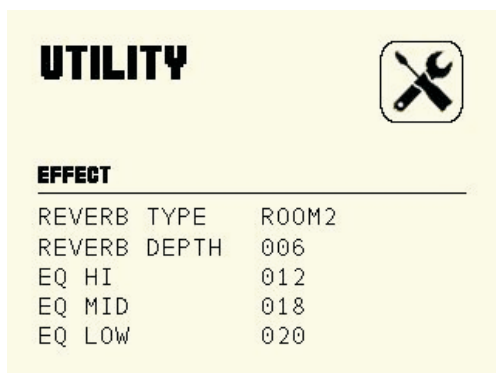 UTILITY
EFFECT
REVERB TYPE ROOM2
REVERB DEPTH 006
EQ HI 012
EQ MID 018
EQ LOW 020